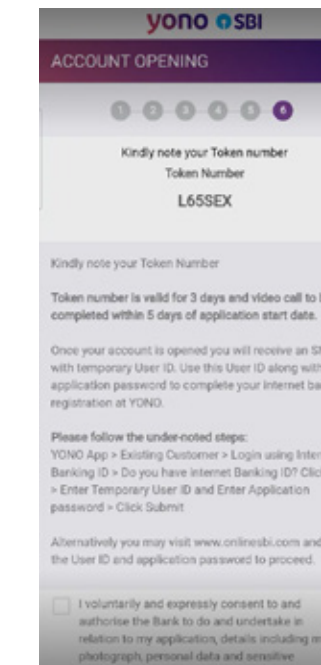 yono SBI
ACCOUNT OPENING
1 2 3 4 5 6
Kindly note your Token number
Token Number
L65SEX
Kindly note your Token Number
Token number is valid for 3 days and video call to
completed within 5 days of application start date.
Once your account is opened you will receive an
with temporary User ID. Use this User ID along with
application password to complete your internet
registration at YONO.
Please follow the under-noted steps:
YONO App > Existing Customer > Login using
Banking ID > Do you have internet Banking ID?
> Enter Temporary User ID and Enter Application
password > Click Submit
Alternatively you may visit www.onlinesbi.com and
the User ID and application password to proceed.
I voluntarily and expressly consent to and
authorise the Bank to do and undertake in
relation to my application, details including
photograph, personal data and sensitive